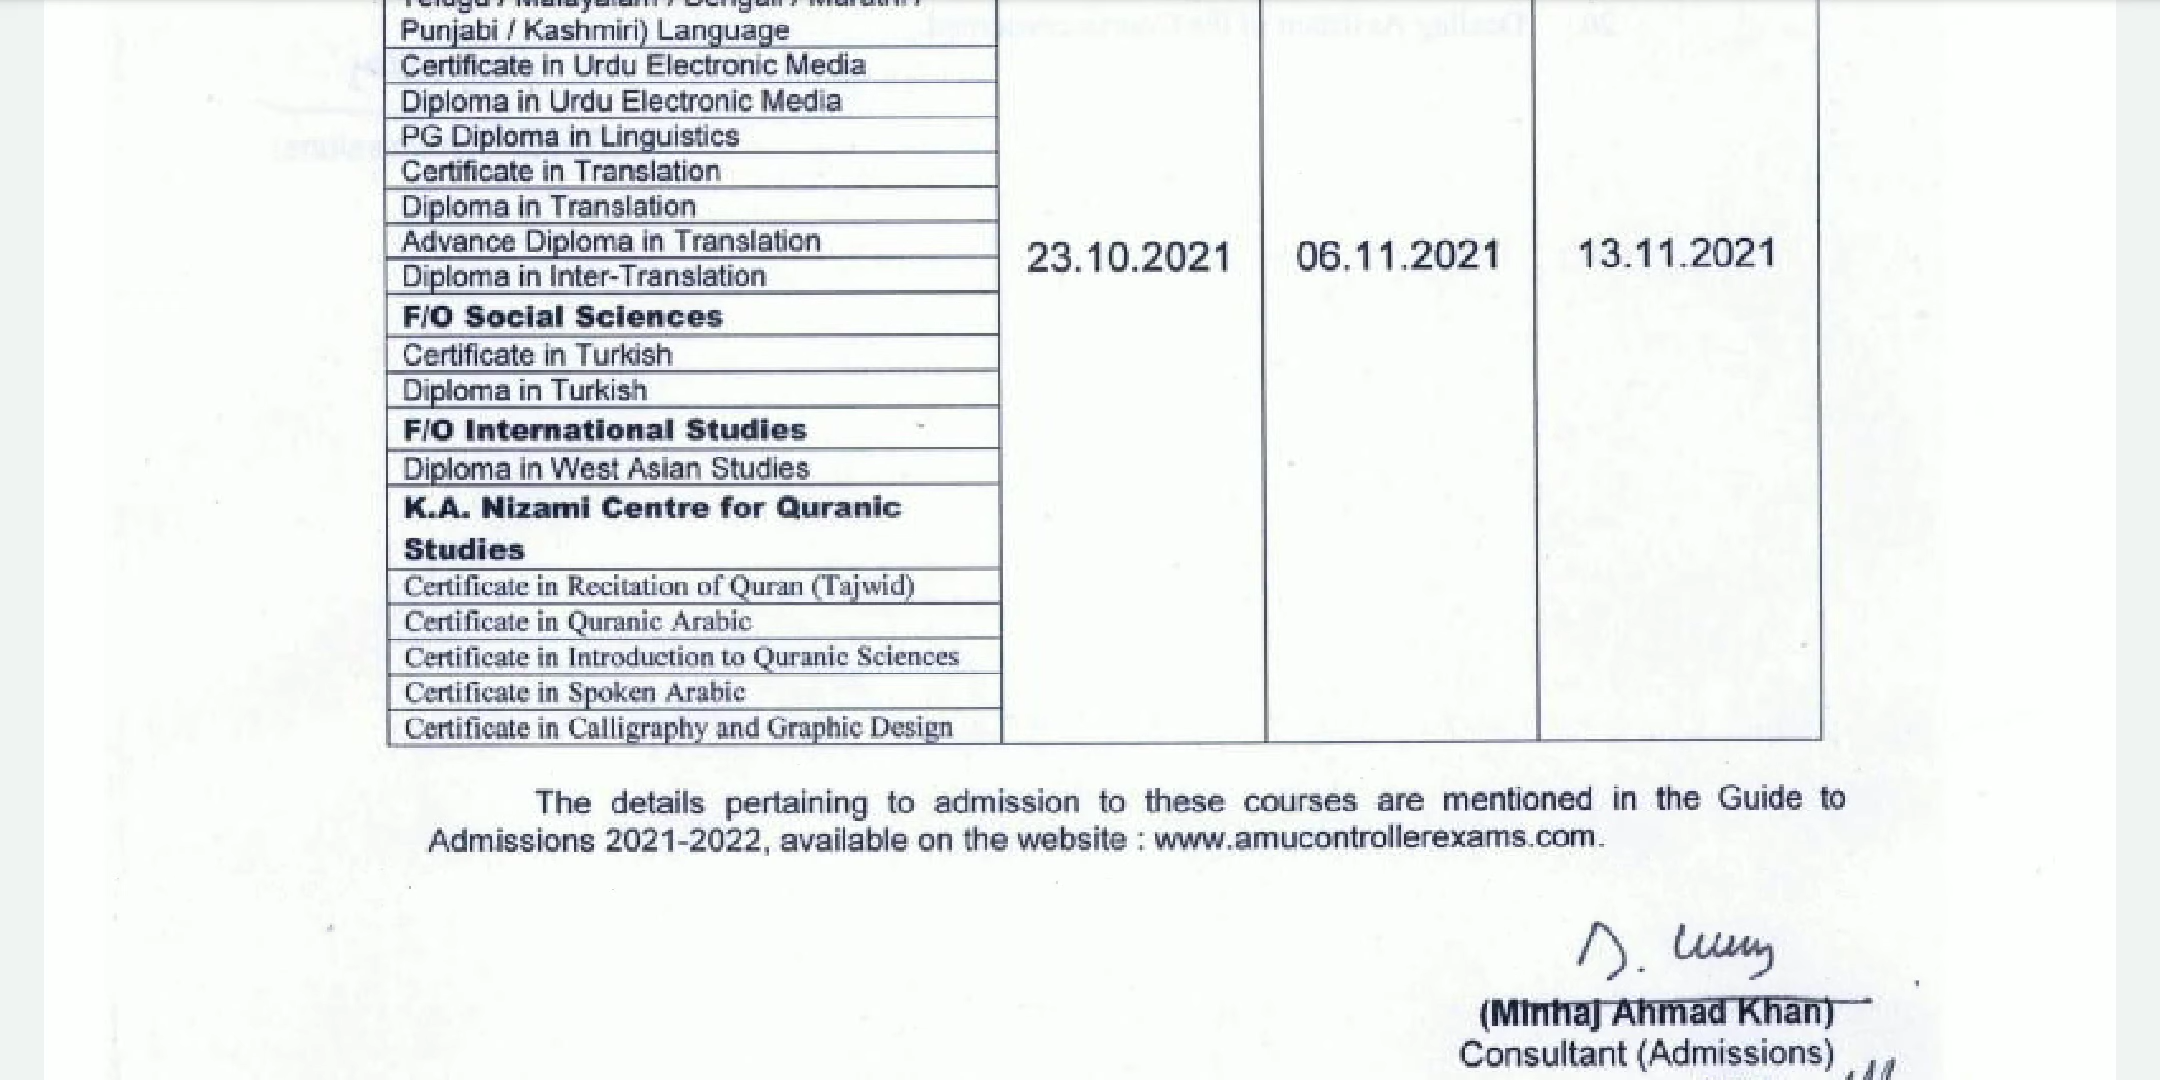 Punjabi / Kashmiri) Language
Certificate in Urdu Electronic Media
Diploma in Urdu Electronic Media
PG Diploma in Linguistics
Certificate in Translation
Diploma in Translation
Advance Diploma in Translation
23.10.2021 06.11.2021 13.11.2021
Diploma in Inter-Translation
F/O Social Sciences
Certificate in Turkish
Diploma in Turkish
F/O International Studies
Diploma in West Asian Studies
K.A. Nizami Centre for Quranic
Studies
Certificate in Recitation of Quran (Tajwid)
Certificate in Quranic Arabic
Certificate in Introduction to Quranic Sciences
Certificate in Spoken Arabic
Certificate in Calligraphy and Graphic Design
The details pertaining to admission to these courses are mentioned in the Guide to
Admissions 2021-2022, available on the website : www.amucontrollerexams.com.
(Minhaj Ahmad Khan)
Consultant (Admissions)